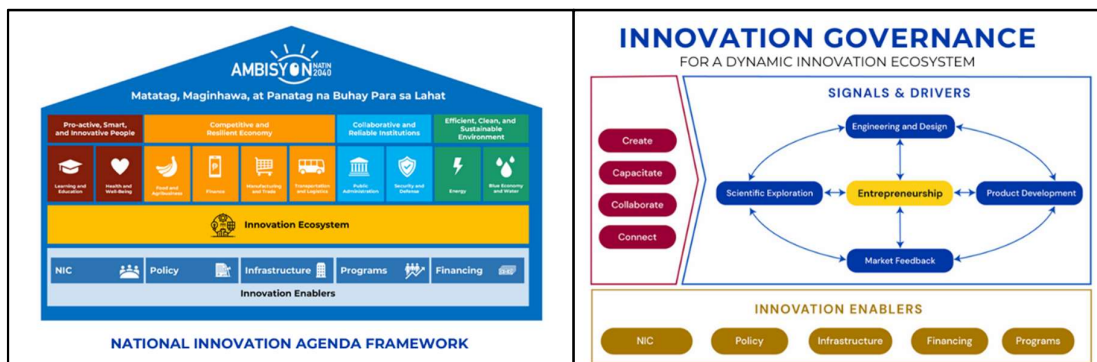 AMBISYON NATIN 2040
Matatag, Maginhawa, at Panatag na Buhay Para sa Lahat
Pro-active, Smart,
and Innovative People
Competitive and
Resilient Economy
Collaborative and
Reliable Institutions
Efficient, Clean, and
Sustainable
Environment
Learning and
Education
Health and
Well-Being
Food and
Agribusiness
Finance
Manufacturing
and Trade
Transportation
and Logistics
Public
Administration
Security and
Defense
Energy
Blue Economy
and Water
Innovation Ecosystem
NIC
Policy
Infrastructure
Programs
Financing
Innovation Enablers
NATIONAL INNOVATION AGENDA FRAMEWORK
INNOVATION GOVERNANCE
FOR A DYNAMIC INNOVATION ECOSYSTEM
Create
Capacitate
Collaborate
Connect
SIGNALS & DRIVERS
Engineering and Design
Scientific Exploration
Entrepreneurship
Product Development
Market Feedback
INNOVATION ENABLERS
NIC
Policy
Infrastructure
Financing
Programs